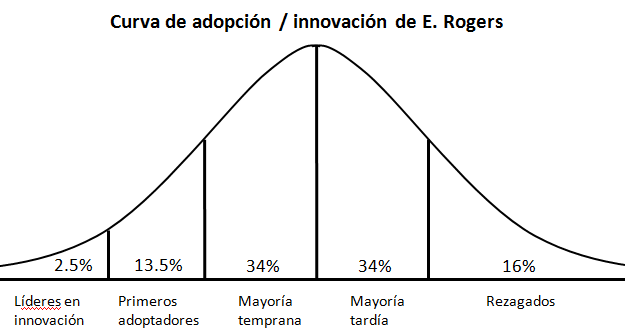 Curva de adopción / innovación de E. Rogers
2.5% 13.5% 34% 34% 16%
Líderes en
innovación
Primeros
adoptadores
Mayoría
temprana
Mayoría
tardía
Rezagados